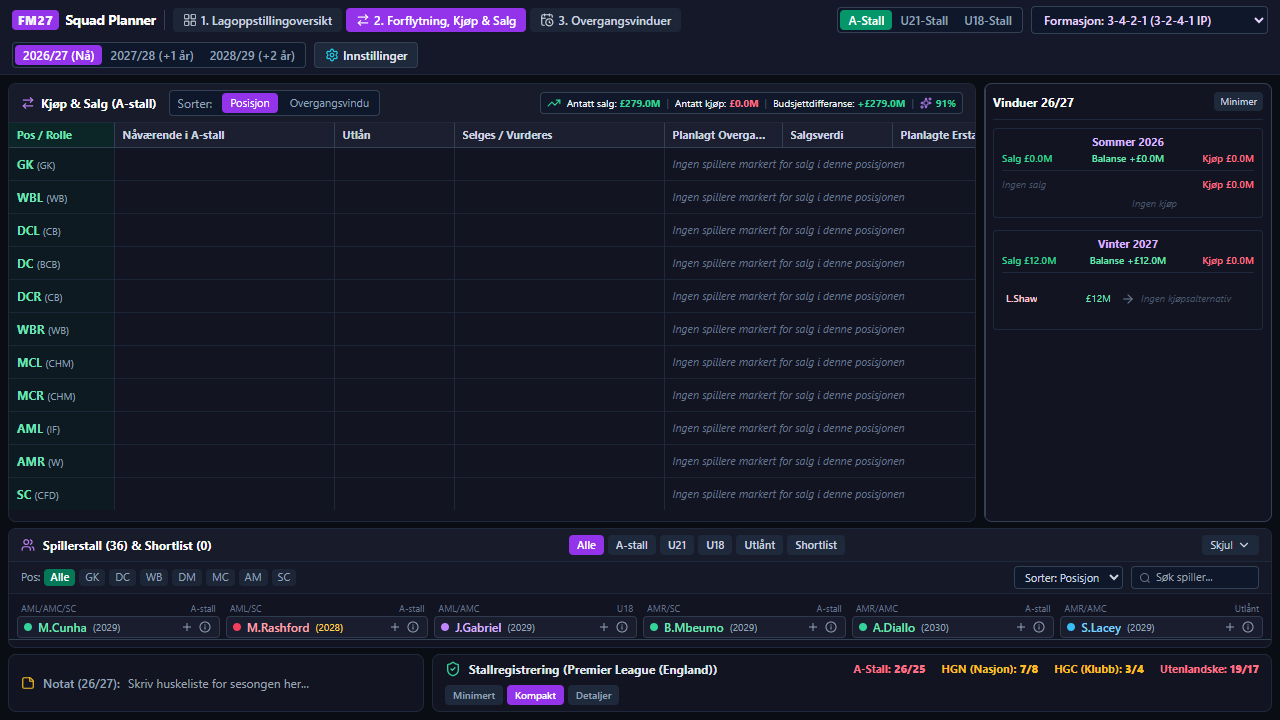 FM27 Squad Planner 1. Lagoppstillingoversikt 2. Forflytning, Kjøp & Salg 3. Overgangsvinduer A-Stall U21-Stall U18-Stall Formasjon: 3-4-2-1 (3-2-4-1 IP)
2026/27 (Nå) 2027/28 (+1 år) 2028/29 (+2 år) Innstillinger
Kjøp & Salg (A-stall) Sorter: Posisjon Overgangsvindu Antatt salg: £279.0M | Antatt kjøp: £0.0M | Budsjettdifferanse: +£279.0M | 91%
Pos / Rolle Nåværende i A-stall Utlån Selges / Vurderes Planlagt Overga... Salgsverdi Planlagte Ersta
GK (GK) Ingen spillere markert for salg i denne posisjonen
WBL (WB) Ingen spillere markert for salg i denne posisjonen
DCL (CB) Ingen spillere markert for salg i denne posisjonen
DC (BCB) Ingen spillere markert for salg i denne posisjonen
DCR (CB) Ingen spillere markert for salg i denne posisjonen
WBR (WB) Ingen spillere markert for salg i denne posisjonen
MCL (CHM) Ingen spillere markert for salg i denne posisjonen
MCR (CHM) Ingen spillere markert for salg i denne posisjonen
AML (IF) Ingen spillere markert for salg i denne posisjonen
AMR (W) Ingen spillere markert for salg i denne posisjonen
SC (CFD) Ingen spillere markert for salg i denne posisjonen
Vinduer 26/27 Minimer
Sommer 2026
Salg £0.0M Balanse +£0.0M Kjøp £0.0M
Ingen salg Kjøp £0.0M
Ingen kjøp
Vinter 2027
Salg £12.0M Balanse +£12.0M Kjøp £0.0M
L.Shaw £12M → Ingen kjøpsalternativ
Spillerstall (36) & Shortlist (0) Alle A-stall U21 U18 Utlånt Shortlist Skjul
Pos: Alle GK DC WB DM MC AM SC Sorter: Posisjon Søk spiller...
AML/AMC/SC A-stall AML/SC A-stall AML/AMC U18 AMR/SC A-stall AMR/AMC A-stall AMR/AMC Utlånt
M.Cunha (2029) + M.Rashford (2028) + J.Gabriel (2029) + B.Mbeumo (2029) + A.Diallo (2030) + S.Lacey (2029) +
Notat (26/27): Skriv huskeliste for sesongen her...
Stallregistrering (Premier League (England)) A-Stall: 26/25 HGN (Nasjon): 7/8 HGC (Klubb): 3/4 Utenlandske: 19/17
Minimert Kompakt Detaljer